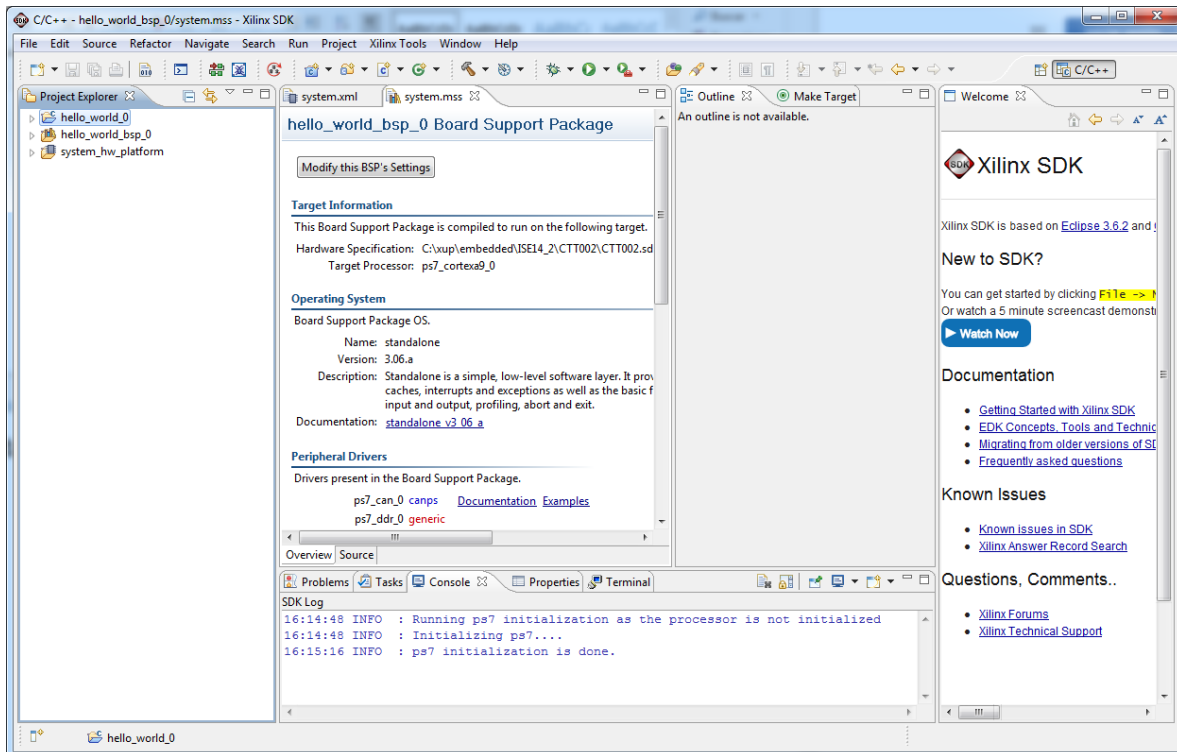 C/C++ - hello_world_bsp_0/system.mss - Xilinx SDK
File Edit Source Refactor Navigate Search Run Project Xilinx Tools Window Help
C/C++
Project Explorer
hello_world_0
hello_world_bsp_0
system_hw_platform
system.xml
system.mss
hello_world_bsp_0 Board Support Package
Modify this BSP's Settings
Target Information
This Board Support Package is compiled to run on the following target.
Hardware Specification: C:\xup\embedded\ISE14_2\CTT002\CTT002.sd
Target Processor: ps7_cortexa9_0
Operating System
Board Support Package OS.
Name: standalone
Version: 3.06.a
Description: Standalone is a simple, low-level software layer. It prov
caches, interrupts and exceptions as well as the basic f
input and output, profiling, abort and exit.
Documentation: standalone_v3_06_a
Peripheral Drivers
Drivers present in the Board Support Package.
ps7_can_0 canps Documentation Examples
ps7_ddr_0 generic
Overview Source
Outline
Make Target
An outline is not available.
Welcome
SDK
Xilinx SDK
Xilinx SDK is based on Eclipse 3.6.2 and
New to SDK?
You can get started by clicking File -> N
Or watch a 5 minute screencast demonst
Watch Now
Documentation
Getting Started with Xilinx SDK
EDK Concepts, Tools and Technic
Migrating from older versions of SD
Frequently asked questions
Known Issues
Known issues in SDK
Xilinx Answer Record Search
Questions, Comments..
Xilinx Forums
Xilinx Technical Support
Problems Tasks Console Properties Terminal
SDK Log
16:14:48 INFO : Running ps7 initialization as the processor is not initialized
16:14:48 INFO : Initializing ps7....
16:15:16 INFO : ps7 initialization is done.
hello_world_0